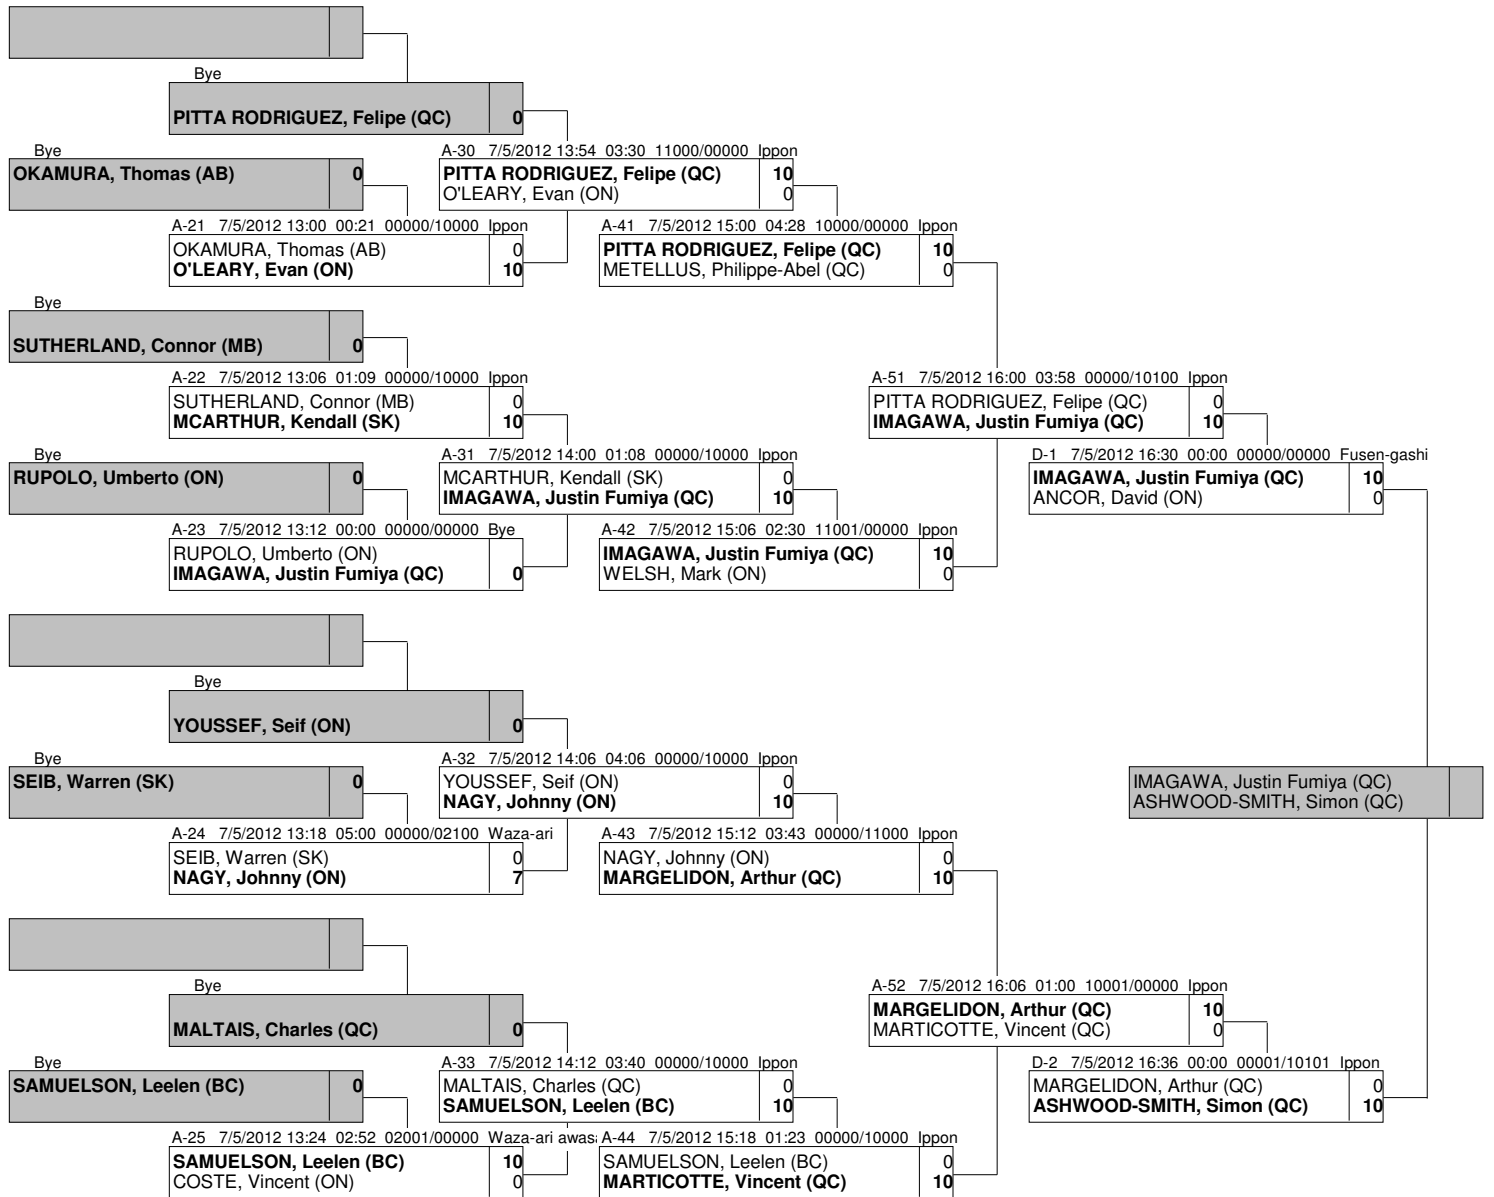 Bye
PITTA RODRIGUEZ, Felipe (QC) 0
Bye
OKAMURA, Thomas (AB) 0
A-30 7/5/2012 13:54 03:30 11000/00000 Ippon
PITTA RODRIGUEZ, Felipe (QC) 10
O'LEARY, Evan (ON) 0
A-21 7/5/2012 13:00 00:21 00000/10000 Ippon
OKAMURA, Thomas (AB) 0
O'LEARY, Evan (ON) 10
A-41 7/5/2012 15:00 04:28 10000/00000 Ippon
PITTA RODRIGUEZ, Felipe (QC) 10
METELLUS, Philippe-Abel (QC) 0
Bye
SUTHERLAND, Connor (MB) 0
A-22 7/5/2012 13:06 01:09 00000/10000 Ippon
SUTHERLAND, Connor (MB) 0
MCARTHUR, Kendall (SK) 10
A-51 7/5/2012 16:00 03:58 00000/10100 Ippon
PITTA RODRIGUEZ, Felipe (QC) 0
IMAGAWA, Justin Fumiya (QC) 10
Bye
RUPOLO, Umberto (ON) 0
A-31 7/5/2012 14:00 01:08 00000/10000 Ippon
MCARTHUR, Kendall (SK) 0
IMAGAWA, Justin Fumiya (QC) 10
D-1 7/5/2012 16:30 00:00 00000/00000 Fusen-gashi
IMAGAWA, Justin Fumiya (QC) 10
ANCOR, David (ON) 0
A-23 7/5/2012 13:12 00:00 00000/00000 Bye
RUPOLO, Umberto (ON)
IMAGAWA, Justin Fumiya (QC) 0
A-42 7/5/2012 15:06 02:30 11001/00000 Ippon
IMAGAWA, Justin Fumiya (QC) 10
WELSH, Mark (ON) 0
Bye
YOUSSEF, Seif (ON) 0
Bye
SEIB, Warren (SK) 0
A-32 7/5/2012 14:06 04:06 00000/10000 Ippon
YOUSSEF, Seif (ON) 0
NAGY, Johnny (ON) 10
IMAGAWA, Justin Fumiya (QC)
ASHWOOD-SMITH, Simon (QC)
A-24 7/5/2012 13:18 05:00 00000/02100 Waza-ari
SEIB, Warren (SK) 0
NAGY, Johnny (ON) 7
A-43 7/5/2012 15:12 03:43 00000/11000 Ippon
NAGY, Johnny (ON) 0
MARGELIDON, Arthur (QC) 10
Bye
MALTAIS, Charles (QC) 0
A-52 7/5/2012 16:06 01:00 10001/00000 Ippon
MARGELIDON, Arthur (QC) 10
MARTICOTTE, Vincent (QC) 0
Bye
SAMUELSON, Leelen (BC) 0
A-33 7/5/2012 14:12 03:40 00000/10000 Ippon
MALTAIS, Charles (QC) 0
SAMUELSON, Leelen (BC) 10
D-2 7/5/2012 16:36 00:00 00001/10101 Ippon
MARGELIDON, Arthur (QC) 0
ASHWOOD-SMITH, Simon (QC) 10
A-25 7/5/2012 13:24 02:52 02001/00000 Waza-ari awas
SAMUELSON, Leelen (BC) 10
COSTE, Vincent (ON) 0
A-44 7/5/2012 15:18 01:23 00000/10000 Ippon
SAMUELSON, Leelen (BC) 0
MARTICOTTE, Vincent (QC) 10